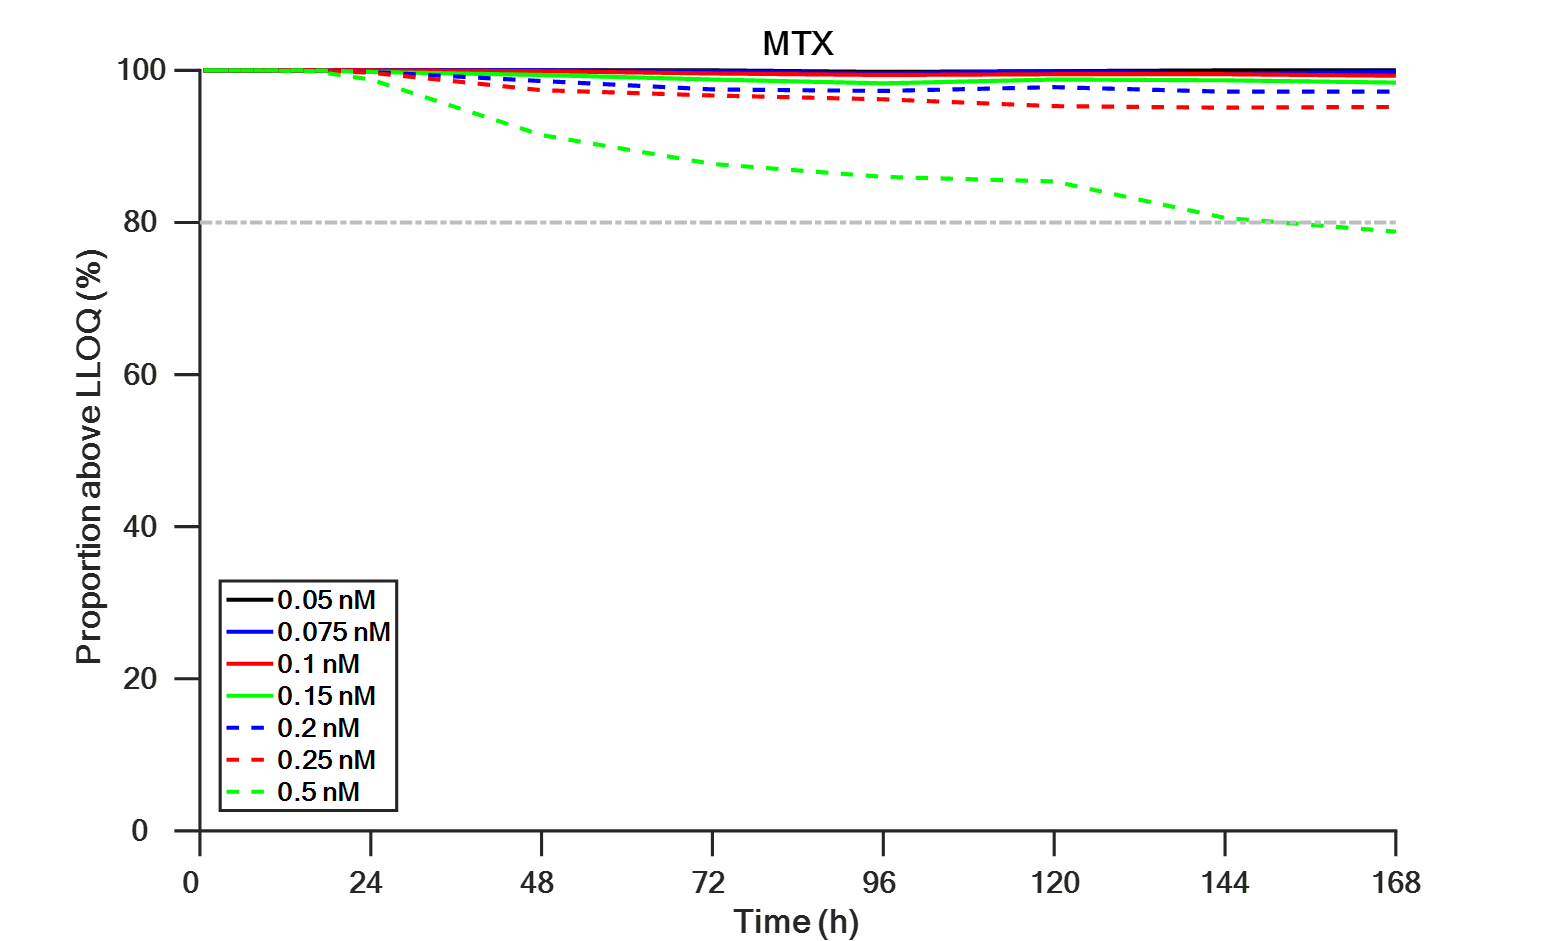 MTX
100
80
60
40
20
0
Proportion above LLOQ (%)
0.05 nM
0.075 nM
0.1 nM
0.15 nM
0.2 nM
0.25 nM
0.5 nM
0 24 48 72 96 120 144 168
Time (h)